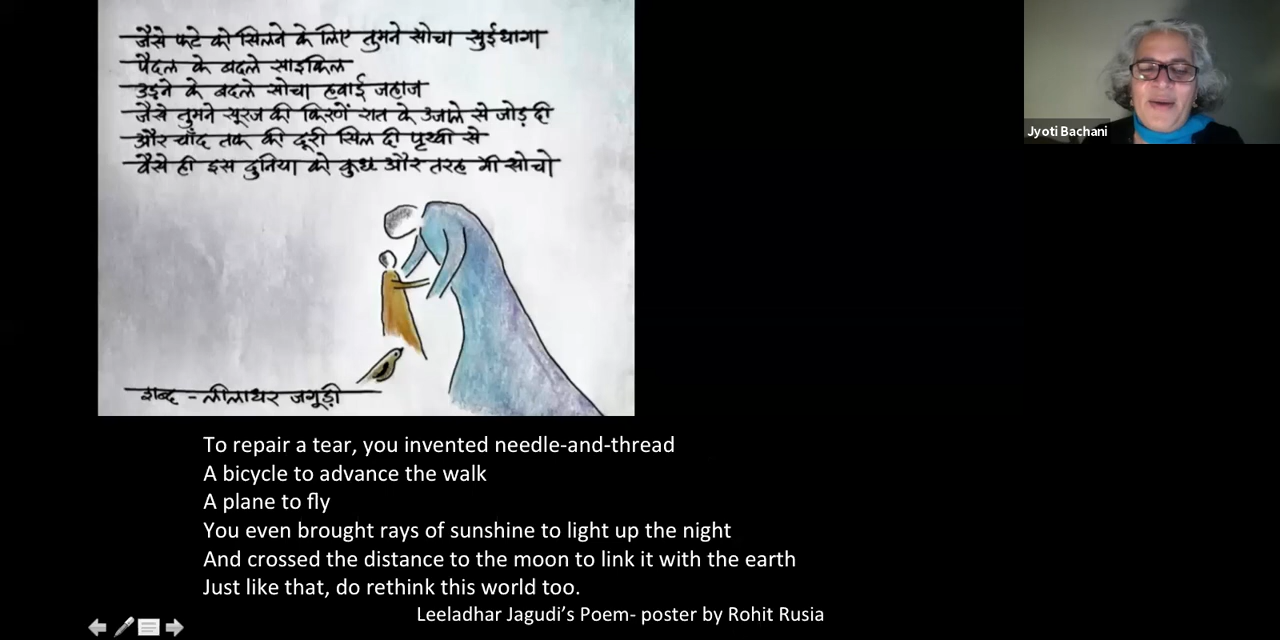 जैसे फटे को सिलने के लिए तुमने सोचा सुईधागा
पैदल के बदले साइकिल
उड़ने के बदले सोचा हवाई जहाज
जैसे तुमने सूरज की किरणें रात के उजाले से जोड़ दी
और चाँद तक की दूरी सिल दी पृथ्वी से
वैसे ही इस दुनिया को कुछ और तरह भी सोचो
शब्द - लीलाधर जगूड़ी
Jyoti Bachani
To repair a tear, you invented needle-and-thread
A bicycle to advance the walk
A plane to fly
You even brought rays of sunshine to light up the night
And crossed the distance to the moon to link it with the earth
Just like that, do rethink this world too.
Leeladhar Jagudi’s Poem- poster by Rohit Rusia